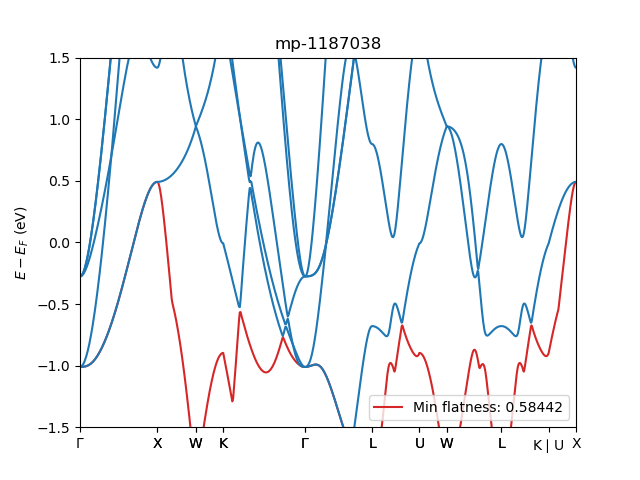 mp-1187038
1.5
1.0
0.5
0.0
−0.5
−1.0
−1.5
E − E_F (eV)
Min flatness: 0.58442
Γ X W K Γ L U W L K | U X